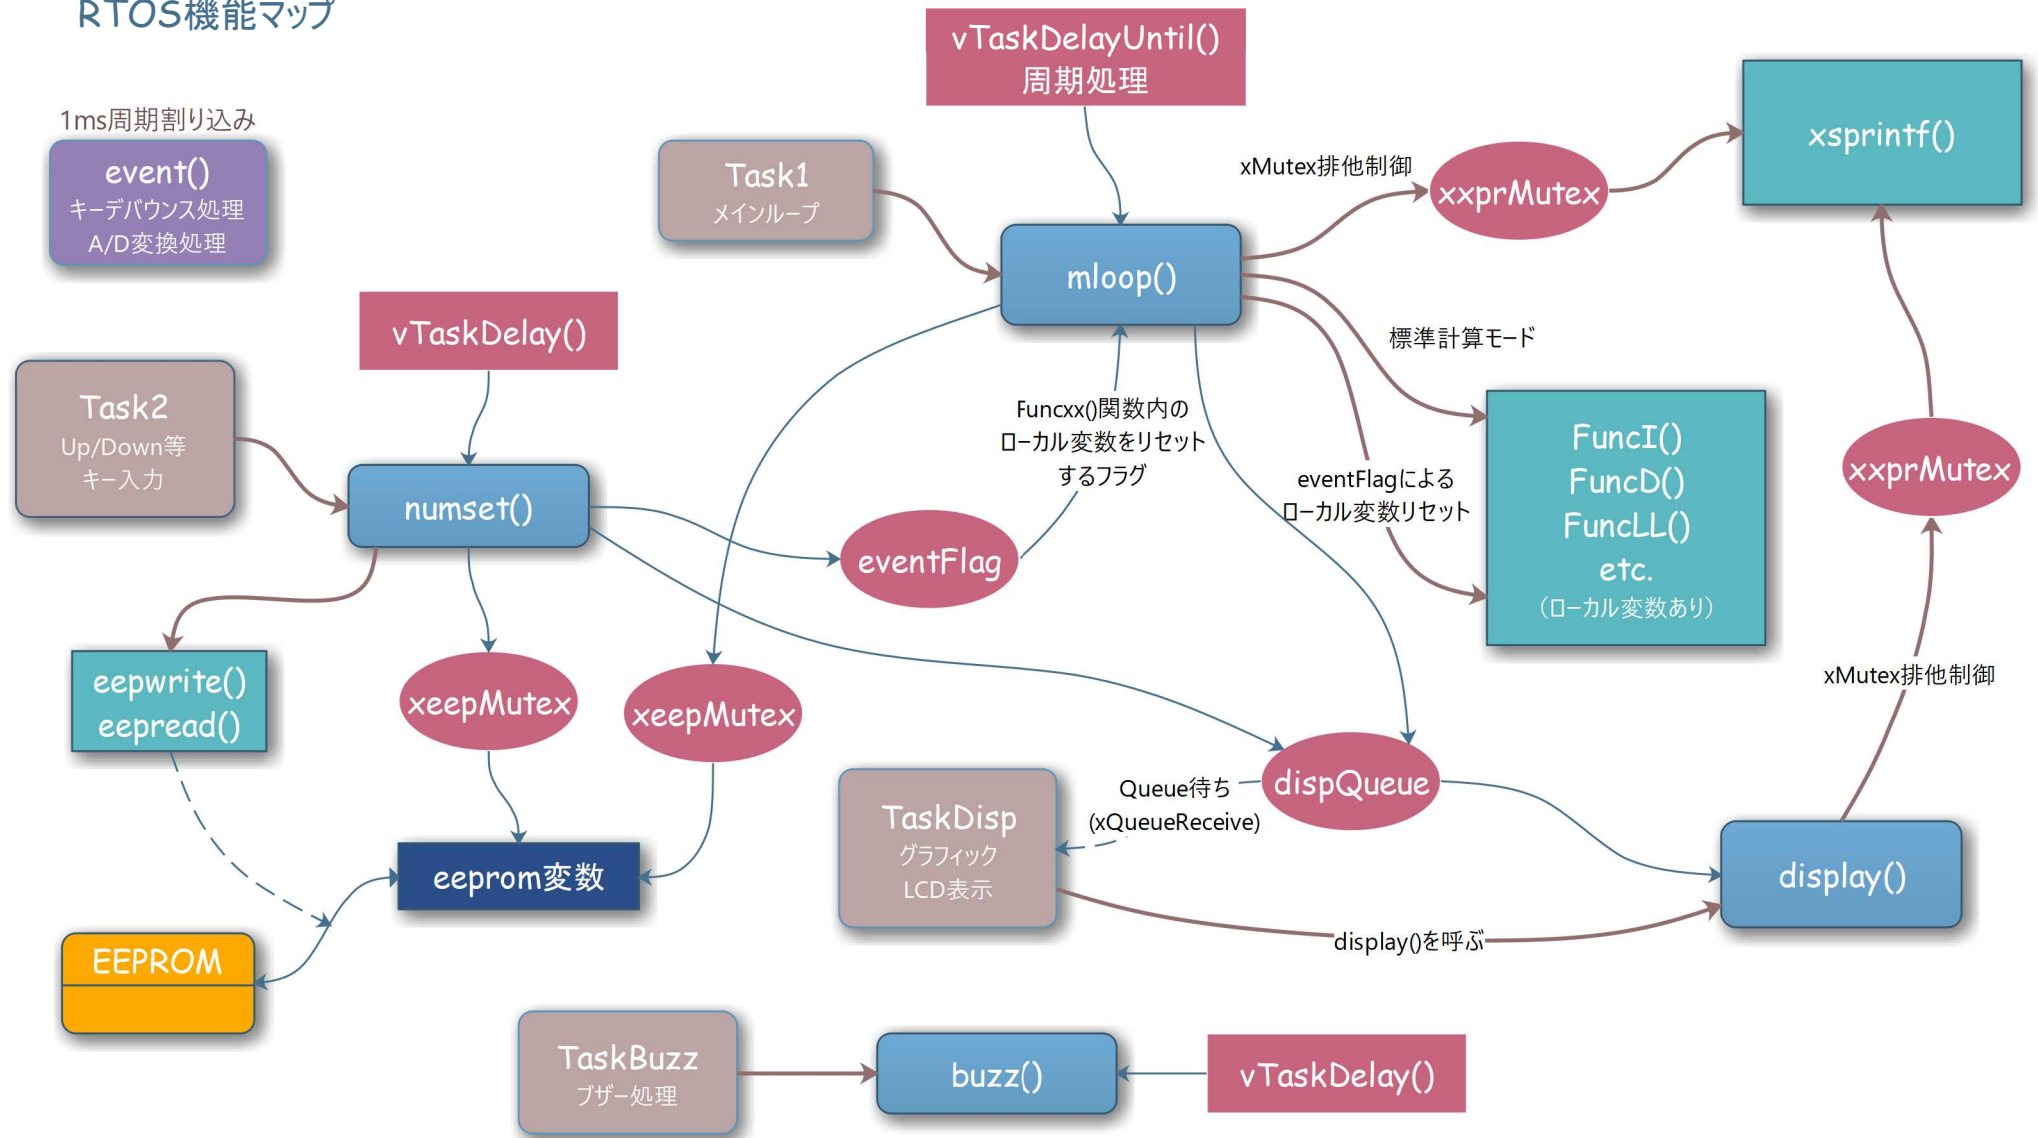 RTOS機能マップ
vTaskDelayUntil()
周期処理
1ms周期割り込み
event()
キーデバウンス処理
A/D変換処理
Task1
メインループ
xMutex排他制御
xxprMutex
xsprintf()
mloop()
vTaskDelay()
標準計算モード
Task2
Up/Down等
キー入力
numset()
Funcxx()関数内の
ローカル変数をリセット
するフラグ
eventFlagによる
ローカル変数リセット
FuncI()
FuncD()
FuncLL()
etc.
(ローカル変数あり)
xxprMutex
eventFlag
eepwrite()
eepread()
xeepMutex
xeepMutex
xMutex排他制御
dispQueue
Queue待ち
(xQueueReceive)
TaskDisp
グラフィック
LCD表示
eeprom変数
display()
display()を呼ぶ
EEPROM
TaskBuzz
ブザー処理
buzz()
vTaskDelay()